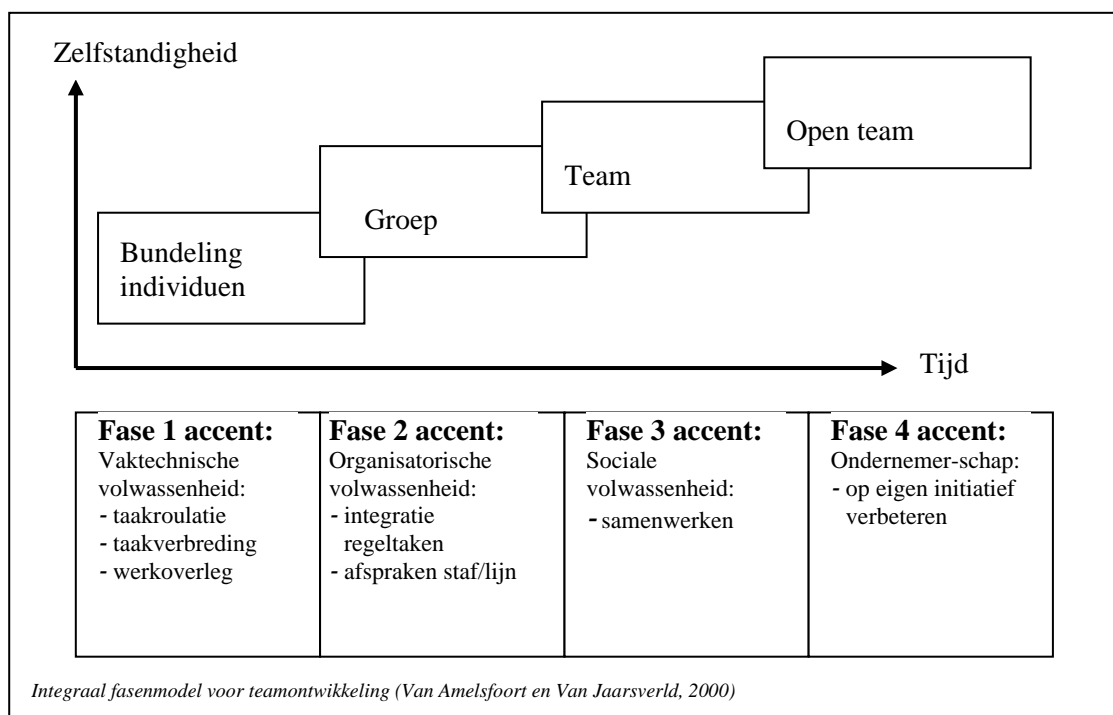 Zelfstandigheid
Open team
Team
Groep
Bundeling
individuen
Tijd
Fase 1 accent:
Vaktechnische
volwassenheid:
- taakroulatie
- taakverbreding
- werkoverleg
Fase 2 accent:
Organisatorische
volwassenheid:
- integratie
regeltaken
- afspraken staf/lijn
Fase 3 accent:
Sociale
volwassenheid:
- samenwerken
Fase 4 accent:
Ondernemer-schap:
- op eigen initiatief
verbeteren
Integraal fasenmodel voor teamontwikkeling (Van Amelsfoort en Van Jaarsverld, 2000)